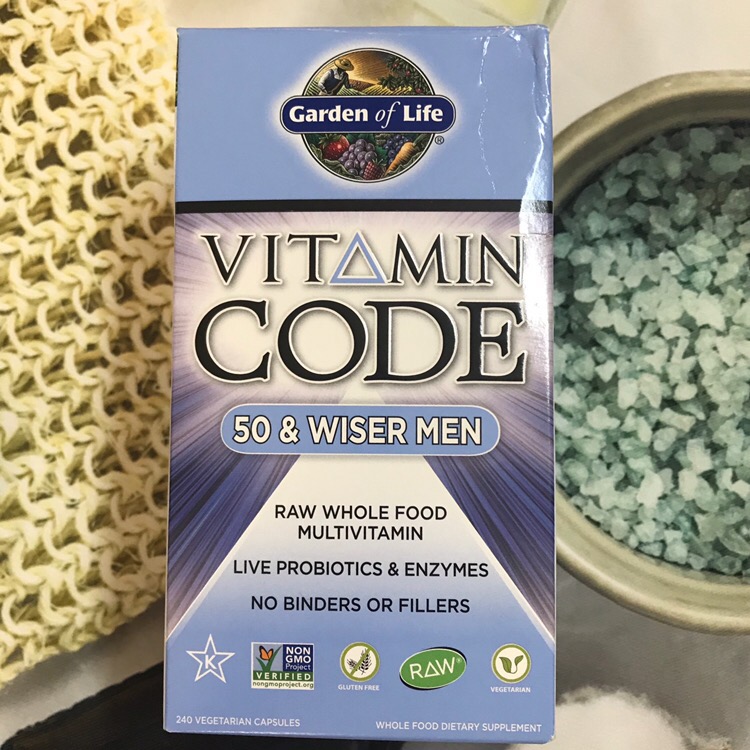 Garden of Life
®
VITAMIN
CODE
50 & WISER MEN
RAW WHOLE FOOD
MULTIVITAMIN
LIVE PROBIOTICS & ENZYMES
NO BINDERS OR FILLERS
K
NON
GMO
Project
VERIFIED
nongmoproject.org
GLUTEN FREE
RAW®
VEGETARIAN
240 VEGETARIAN CAPSULES
WHOLE FOOD DIETARY SUPPLEMENT